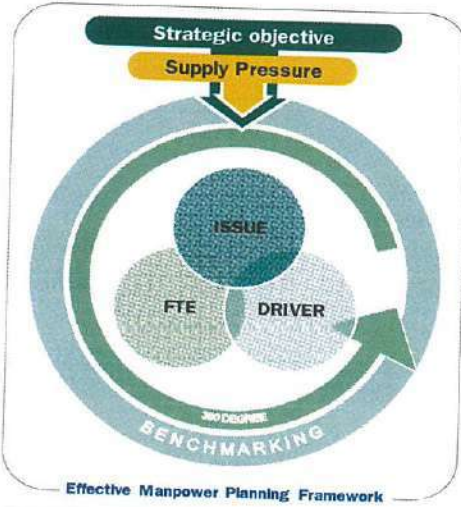 Strategic objective
Supply Pressure
ISSUE
FTE
DRIVER
360 DEGREE
BENCHMARKING
Effective Manpower Planning Framework